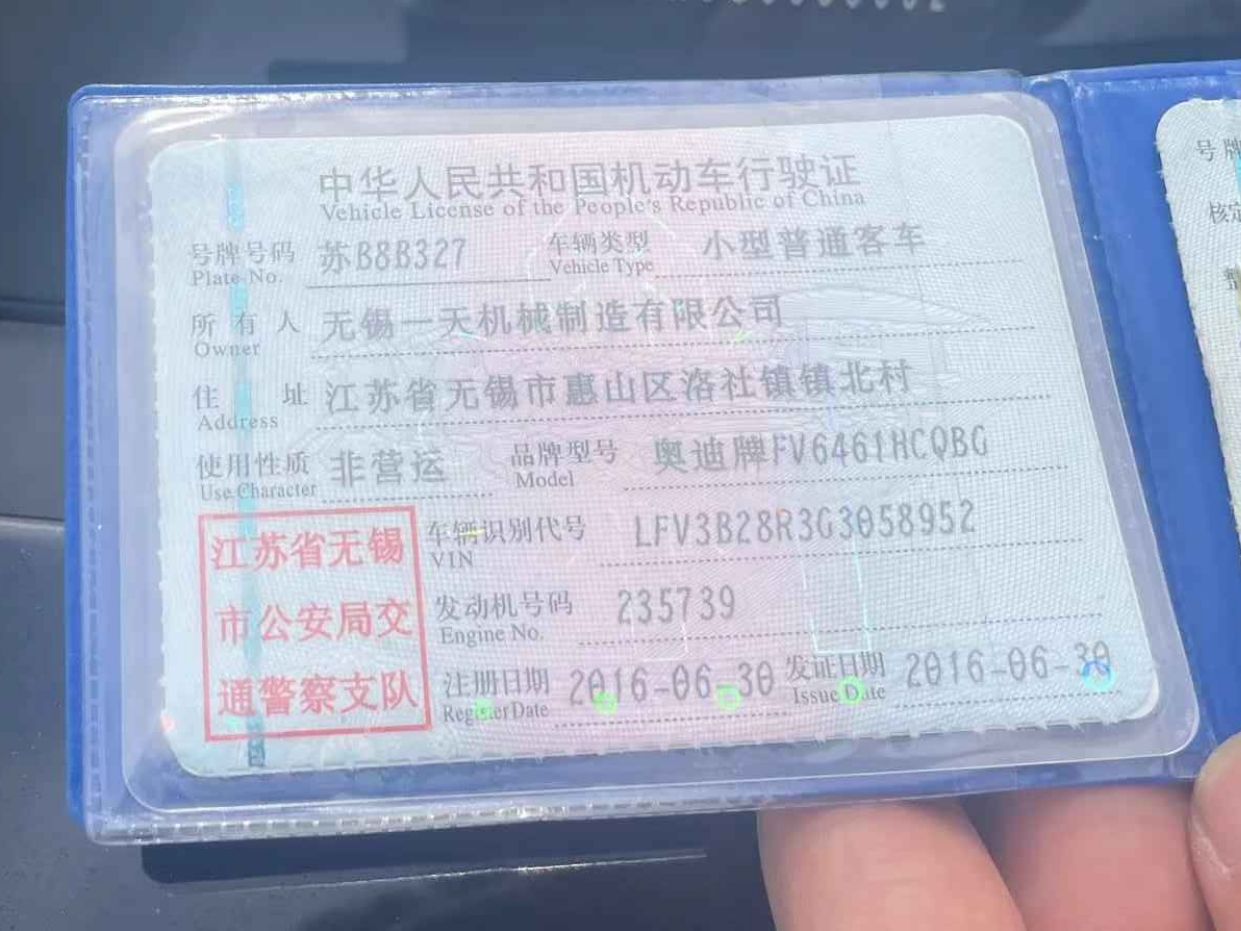 中华人民共和国机动车行驶证
Vehicle License of the People's Republic of China
号牌号码 苏B8B327 车辆类型 小型普通客车
Plate No. Vehicle Type
所有人 无锡一天机械制造有限公司
Owner
住址 江苏省无锡市惠山区洛社镇镇北村
Address
使用性质 非营运 品牌型号 奥迪牌FV6461HCQBG
Use Character Model
江苏省无锡
市公安局交
通警察支队
车辆识别代号 LFV3B28R3G3058952
VIN
发动机号码 235739
Engine No.
注册日期 2016-06-30 发证日期 2016-06-30
Register Date Issue Date
号牌
核定